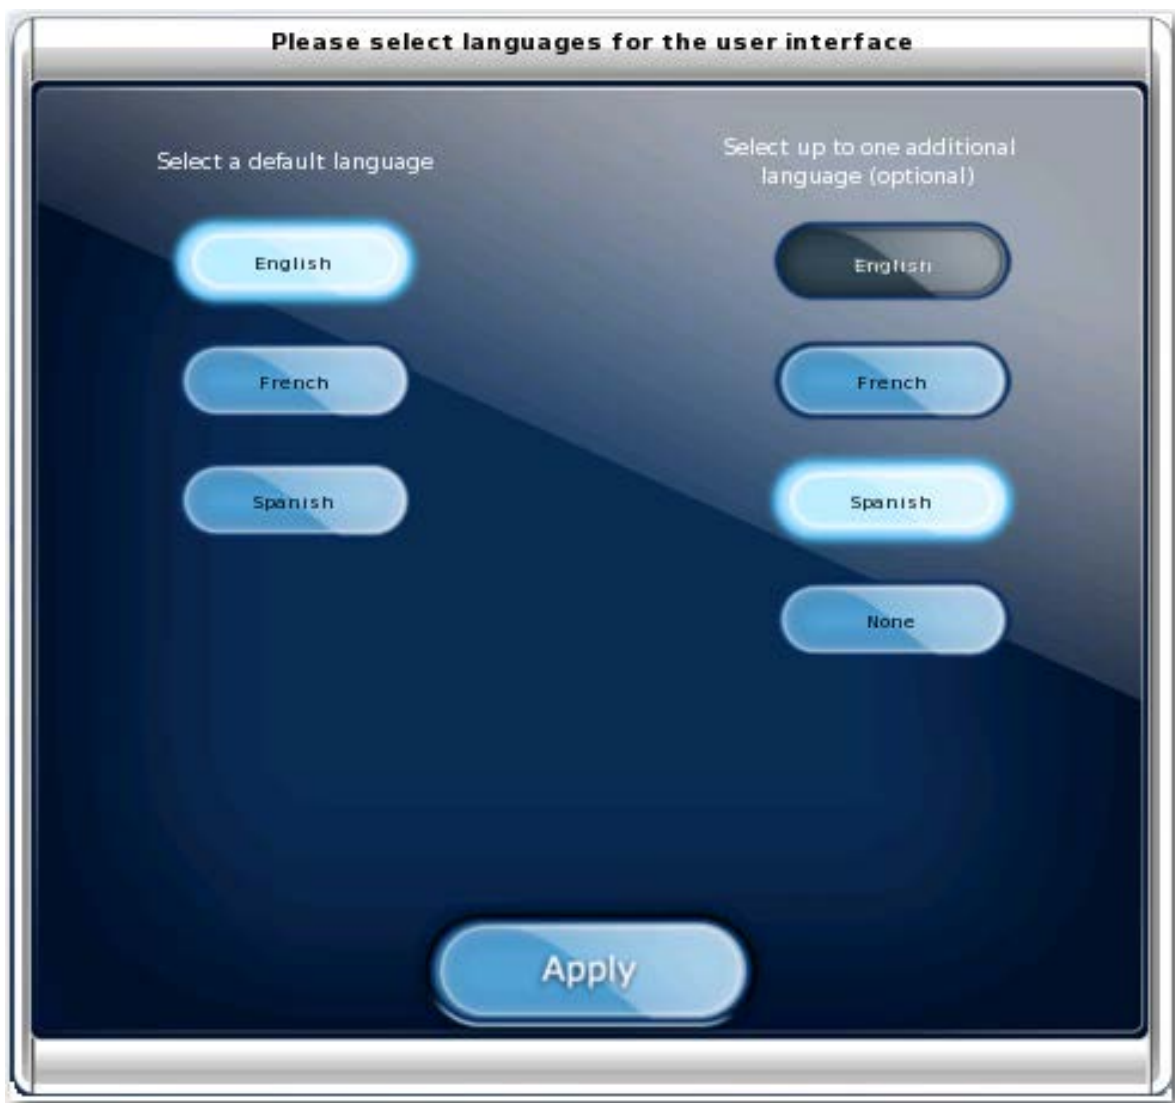 Please select languages for the user interface
Select a default language
English
French
Spanish
Select up to one additional
language (optional)
English
French
Spanish
None
Apply